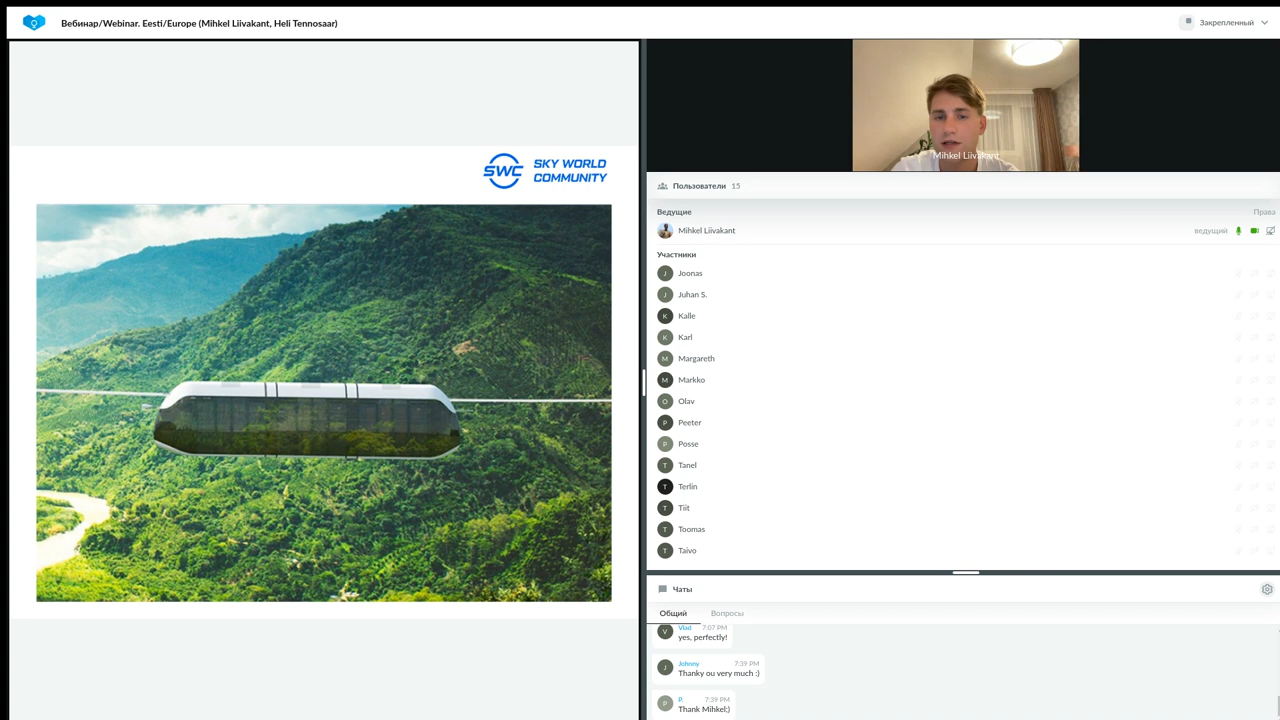 Вебинар/Webinar. Eesti/Europe (Mihkel Liivakant, Heli Tennosaar)
Закрепленный
SWC
SKY WORLD
COMMUNITY
Mihkel Liivakant
Пользователи 15
Ведущие
Права
Mihkel Liivakant
ведущий
Участники
J Joonas
J Juhan S.
K Kalle
K Karl
M Margareth
M Markko
O Olav
P Peeter
P Posse
T Tanel
T Terlin
T Tiit
T Toomas
T Taivo
Чаты
Общий Вопросы
V Vlad 7:07 PM
yes, perfectly!
J Johnny 7:39 PM
Thanky ou very much :)
P P. 7:39 PM
Thank Mihkel;)